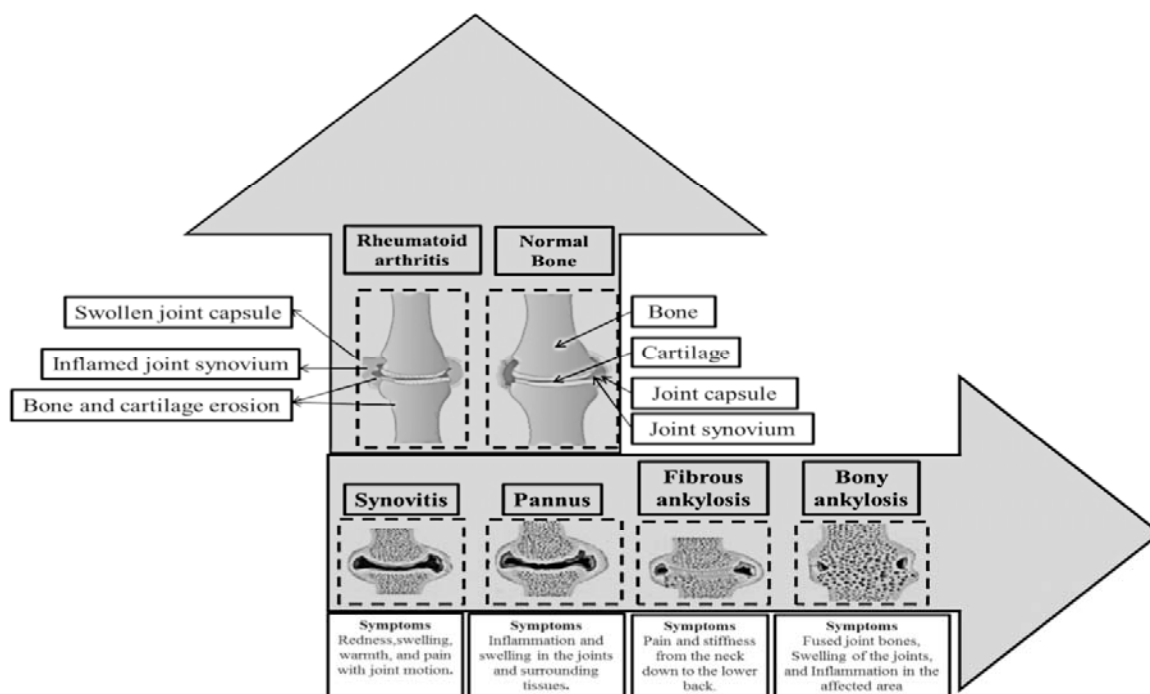 Rheumatoid
arthritis
Normal
Bone
Swollen joint capsule
Inflamed joint synovium
Bone and cartilage erosion
Bone
Cartilage
Joint capsule
Joint synovium
Synovitis
Pannus
Fibrous
ankylosis
Bony
ankylosis
Symptoms
Redness,swelling,
warmth, and pain
with joint motion.
Symptoms
Inflammation and
swelling in the joints
and surrounding
tissues.
Symptoms
Pain and stiffness
from the neck
down to the lower
back.
Symptoms
Fused joint bones,
Swelling of the joints,
and Inflammation in the
affected area